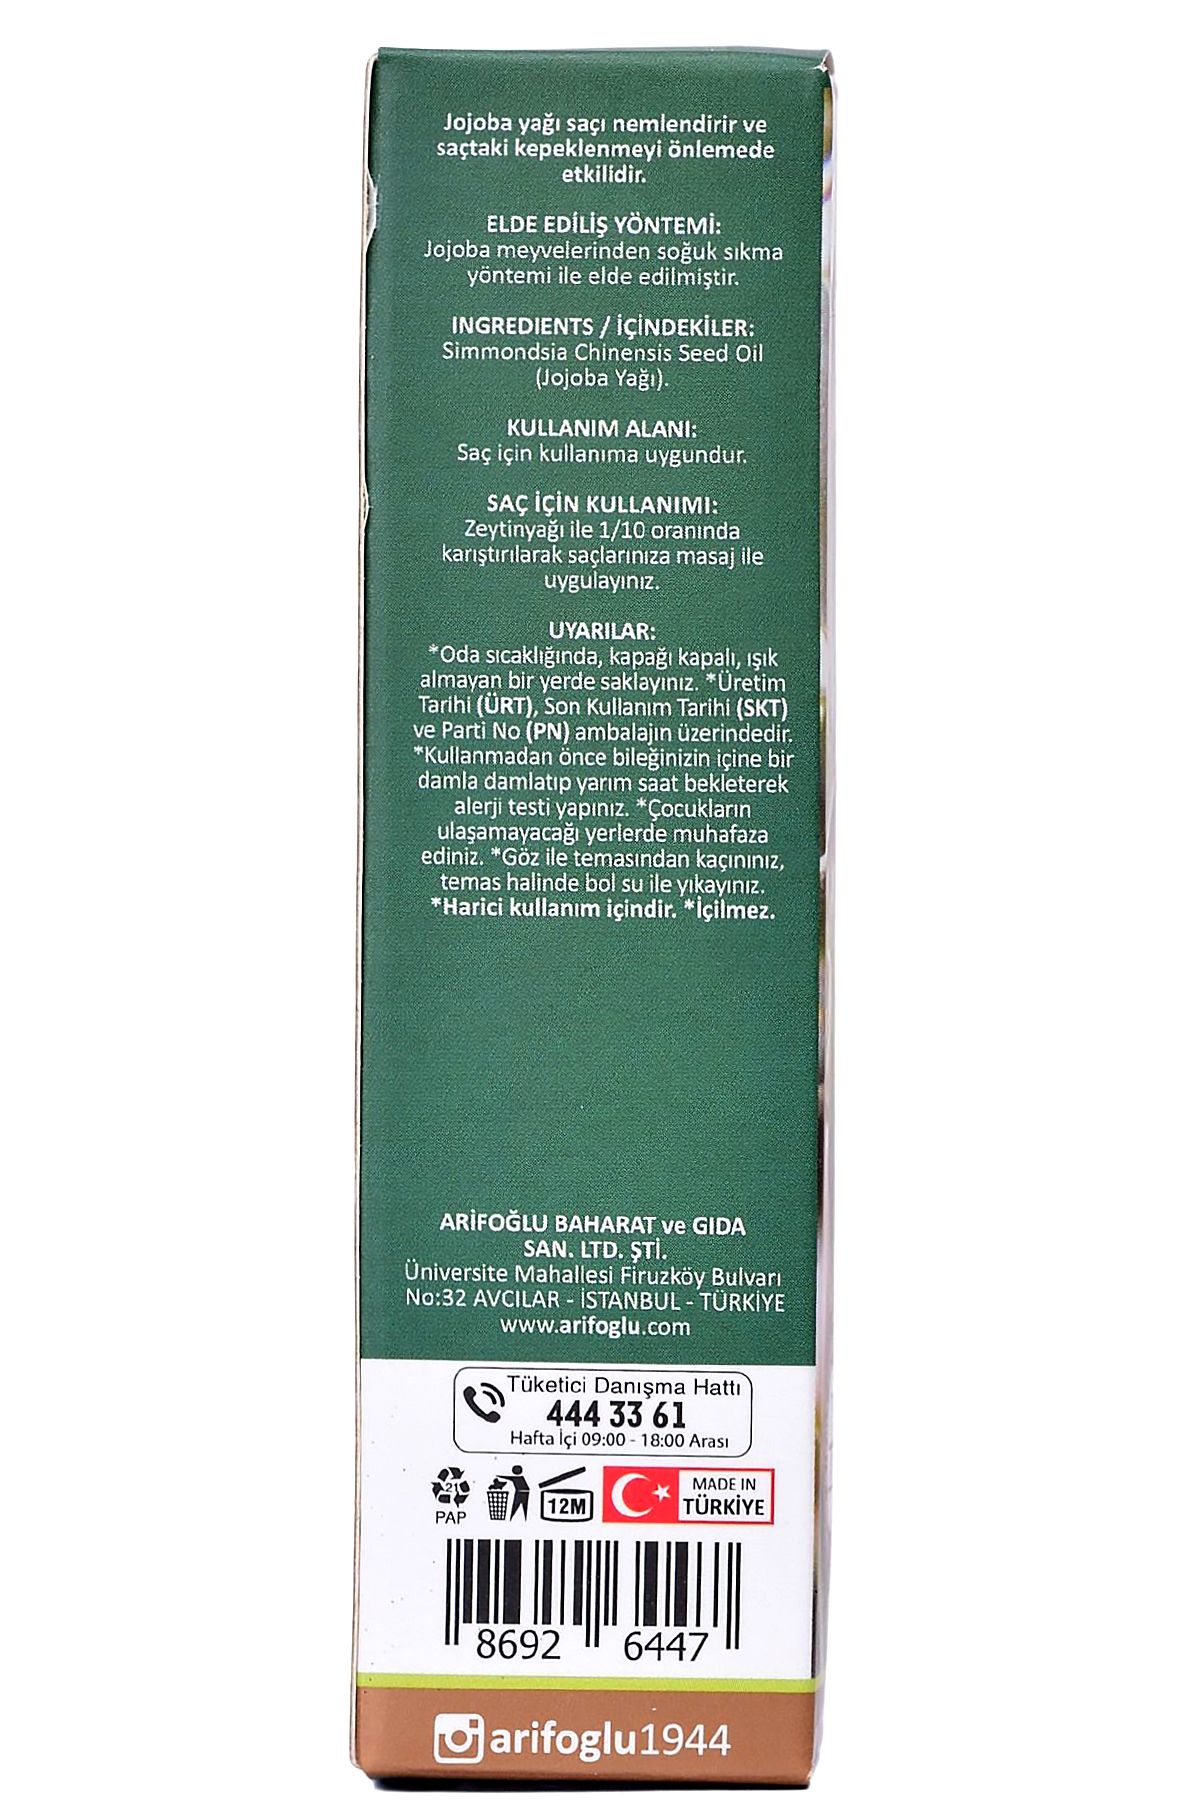 Jojoba yağı saçı nemlendirir ve
saçtaki kepeklenmeyi önlemede
etkilidir.
ELDE EDİLİŞ YÖNTEMİ:
Jojoba meyvelerinden soğuk sıkma
yöntemi ile elde edilmiştir.
INGREDIENTS / İÇİNDEKİLER:
Simmondsia Chinensis Seed Oil
(Jojoba Yağı).
KULLANIM ALANI:
Saç için kullanıma uygundur.
SAÇ İÇİN KULLANIMI:
Zeytinyağı ile 1/10 oranında
karıştırılarak saçlarınıza masaj ile
uygulayınız.
UYARILAR:
*Oda sıcaklığında, kapağı kapalı, ışık
almayan bir yerde saklayınız. *Üretim
Tarihi (ÜRT), Son Kullanım Tarihi (SKT)
ve Parti No (PN) ambalajın üzerindedir.
*Kullanmadan önce bileğinizin içine bir
damla damlatıp yarım saat bekleterek
alerji testi yapınız. *Çocukların
ulaşamayacağı yerlerde muhafaza
ediniz. *Göz ile temasından kaçınınız,
temas halinde bol su ile yıkayınız.
*Harici kullanım içindir. *İçilmez.
ARİFOĞLU BAHARAT ve GIDA
SAN. LTD. ŞTİ.
Üniversite Mahallesi Firuzköy Bulvarı
No:32 AVCILAR - İSTANBUL - TÜRKİYE
www.arifoglu.com
Tüketici Danışma Hattı
444 33 61
Hafta İçi 09:00 - 18:00 Arası
21
PAP
12M
MADE IN
TÜRKİYE
8692 6447
arifoglu1944